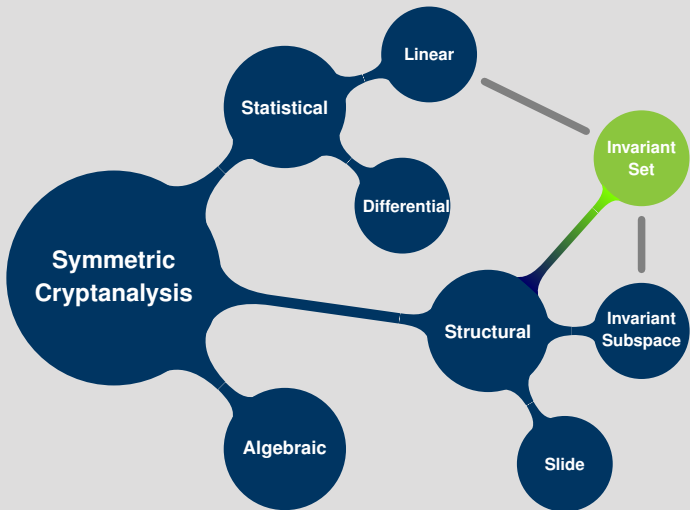 Linear
Statistical
Invariant
Set
Differential
Symmetric
Cryptanalysis
Structural
Invariant
Subspace
Algebraic
Slide